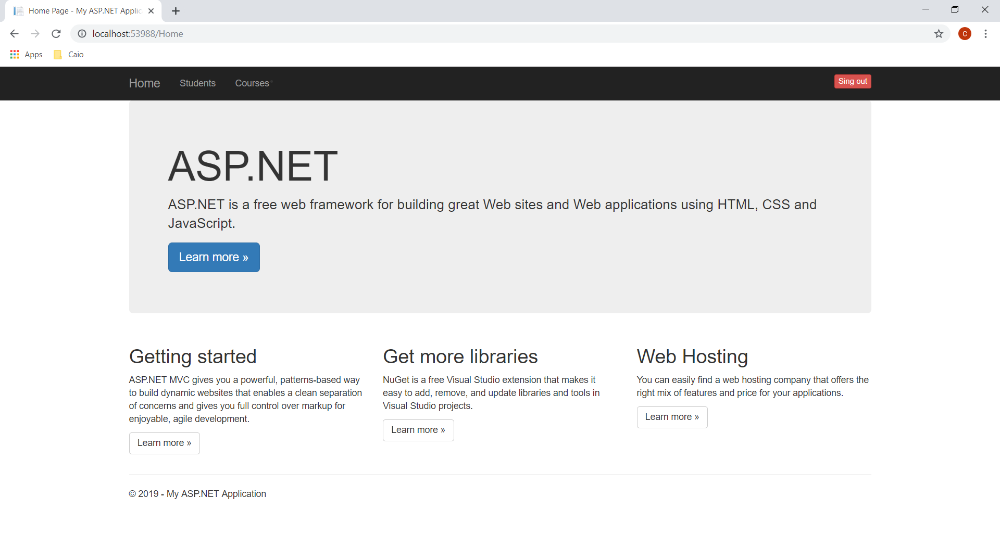 Home Page - My ASP.NET Applic
localhost:53988/Home
C
Apps
Caio
Home
Students
Courses
Sing out
ASP.NET
ASP.NET is a free web framework for building great Web sites and Web applications using HTML, CSS and
JavaScript.
Learn more »
Getting started
ASP.NET MVC gives you a powerful, patterns-based way
to build dynamic websites that enables a clean separation
of concerns and gives you full control over markup for
enjoyable, agile development.
Learn more »
Get more libraries
NuGet is a free Visual Studio extension that makes it
easy to add, remove, and update libraries and tools in
Visual Studio projects.
Learn more »
Web Hosting
You can easily find a web hosting company that offers the
right mix of features and price for your applications.
Learn more »
© 2019 - My ASP.NET Application